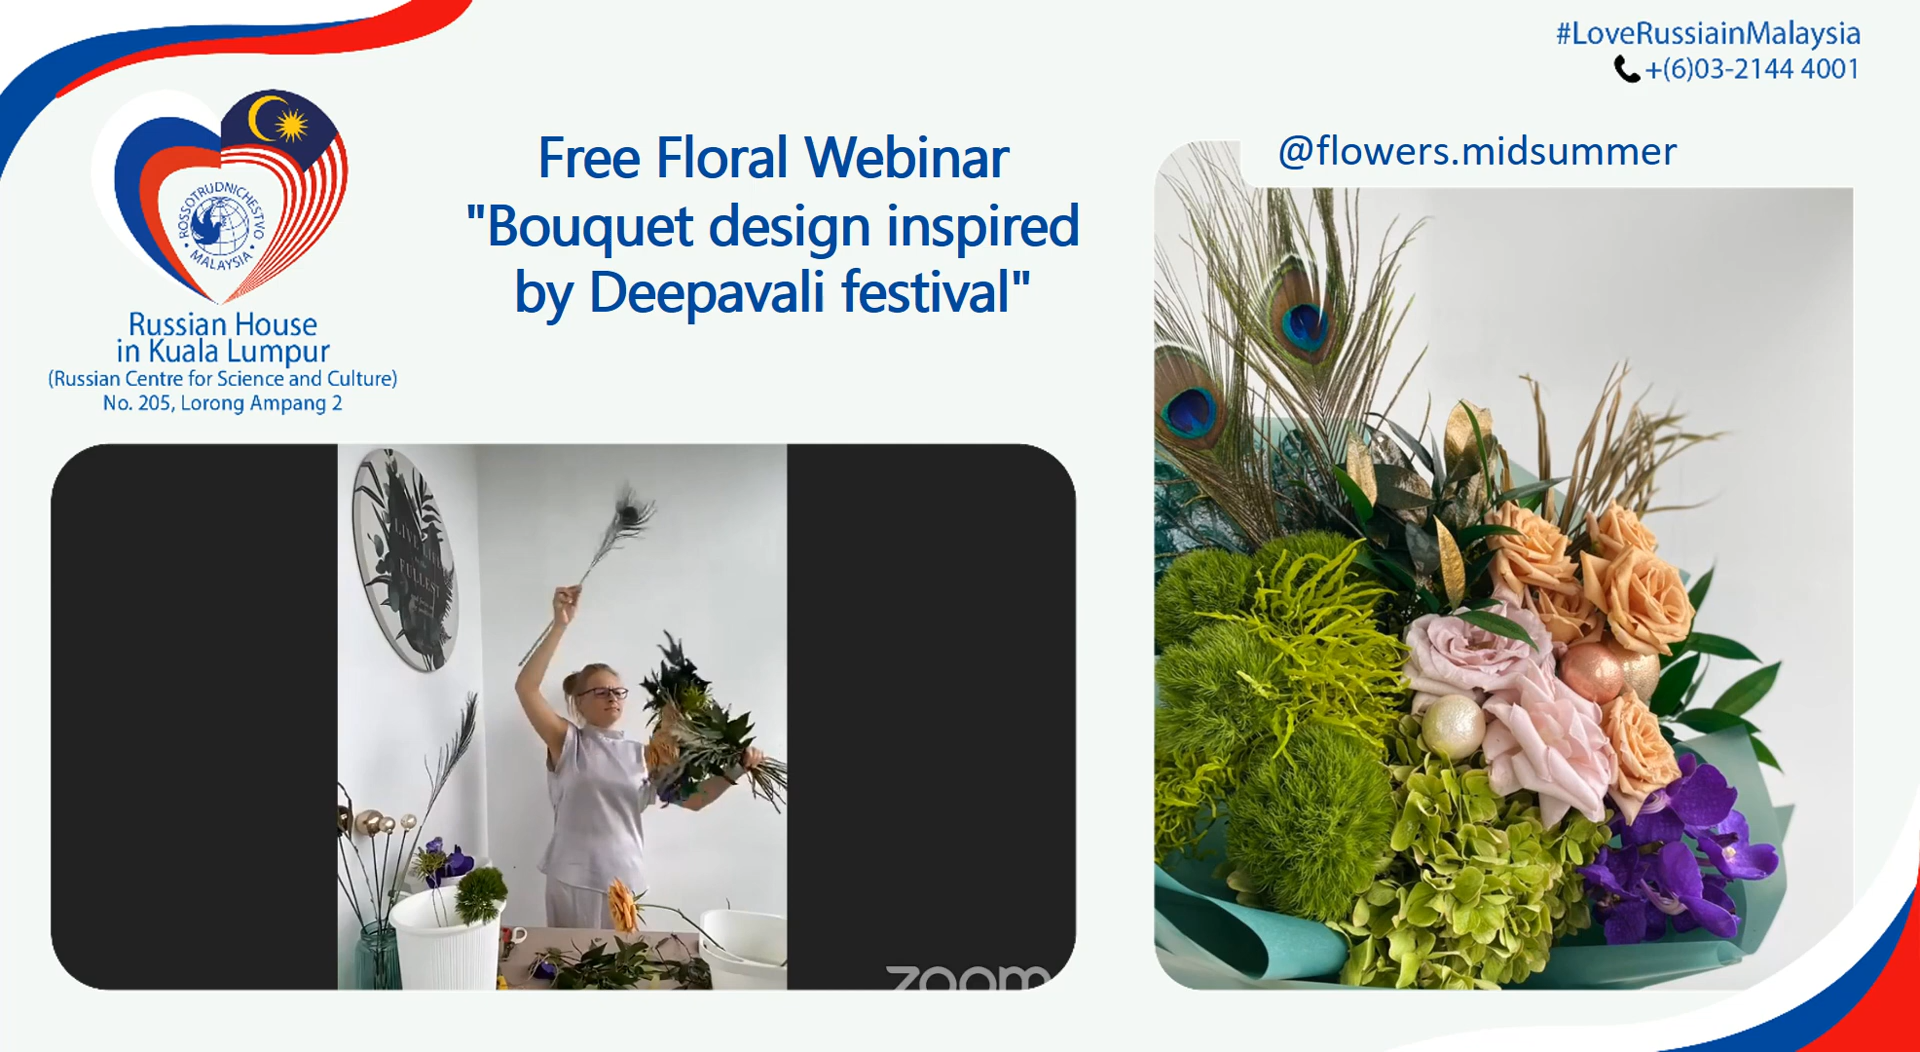 #LoveRussiainMalaysia
+(6)03-2144 4001
ROSSOTRUDNICHESTVO
• MALAYSIA •
Russian House
in Kuala Lumpur
(Russian Centre for Science and Culture)
No. 205, Lorong Ampang 2
Free Floral Webinar
"Bouquet design inspired
by Deepavali festival"
@flowers.midsummer
FULLEST
zoom